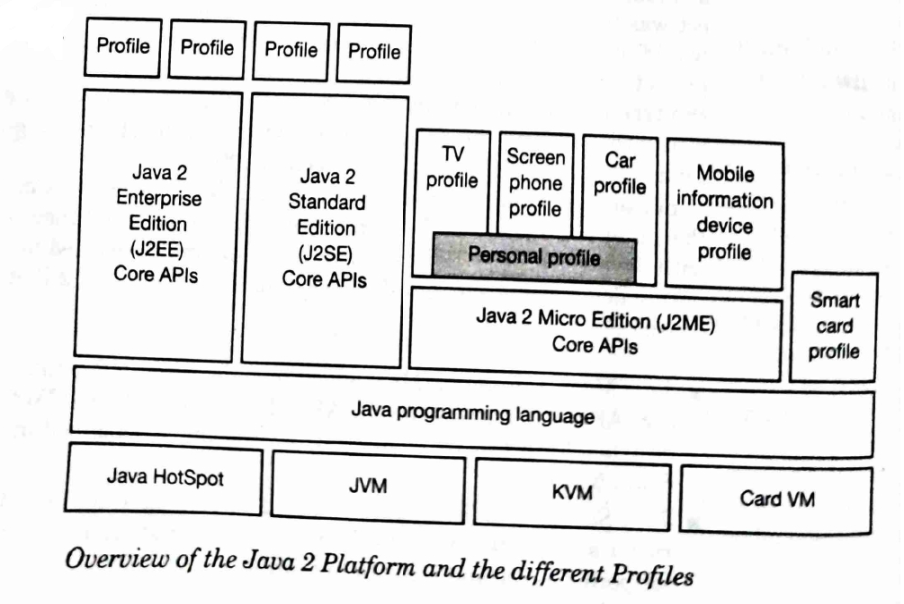 Profile
Profile
Profile
Profile
Java 2
Enterprise
Edition
(J2EE)
Core APIs
Java 2
Standard
Edition
(J2SE)
Core APIs
TV
profile
Screen
phone
profile
Car
profile
Mobile
information
device
profile
Personal profile
Java 2 Micro Edition (J2ME)
Core APIs
Smart
card
profile
Java programming language
Java HotSpot
JVM
KVM
Card VM
Overview of the Java 2 Platform and the different Profiles